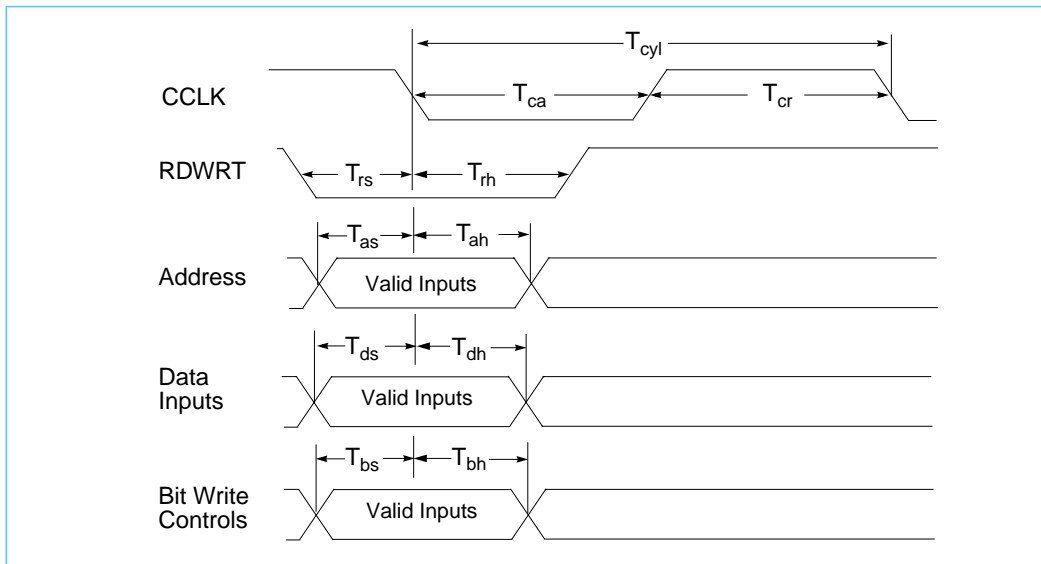 Tcyl
CCLK
Tca
Tcr
RDWRT
Trs
Trh
Tas
Tah
Address
Valid Inputs
Tds
Tdh
Data
Inputs
Valid Inputs
Tbs
Tbh
Bit Write
Controls
Valid Inputs